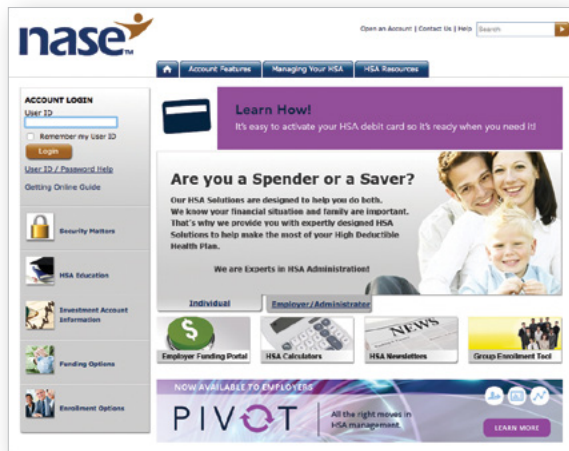 nase™
Open an Account | Contact Us | Help
Search
Account Features
Managing Your HSA
HSA Resources
ACCOUNT LOGIN
User ID
Remember my User ID
Login
User ID / Password Help
Getting Online Guide
Security Matters
HSA Education
Investment Account
Information
Funding Options
Enrollment Options
Learn How!
It's easy to activate your HSA debit card so it's ready when you need it!
Are you a Spender or a Saver?
Our HSA Solutions are designed to help you do both.
We know your financial situation and family are important.
That's why we provide you with expertly designed HSA
Solutions to help make the most of your High Deductible
Health Plan.
We are Experts in HSA Administration!
Individual
Employer/Administrator
$
NEWS
Employer Funding Portal
HSA Calculators
HSA Newsletters
Group Enrollment Tool
NOW AVAILABLE TO EMPLOYERS
PIVOT
All the right moves in
HSA management.
LEARN MORE